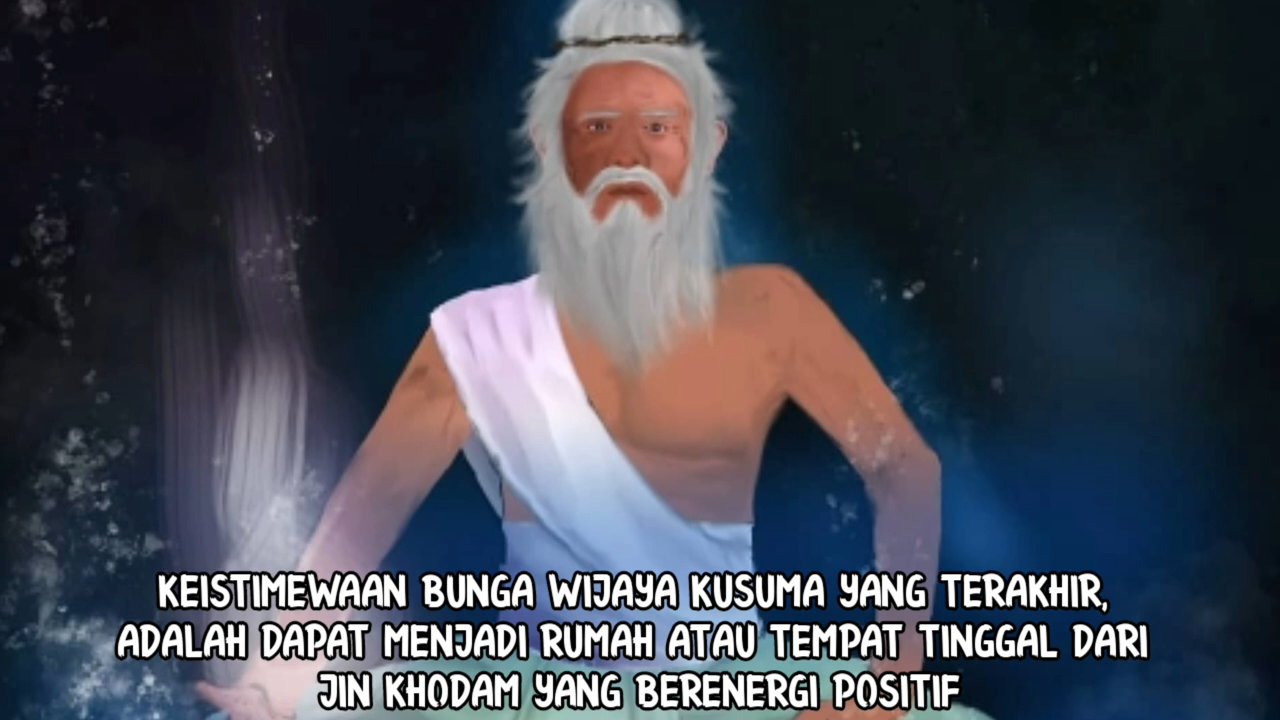 KEISTIMEWAAN BUNGA WIJAYA KUSUMA YANG TERAKHIR,
ADALAH DAPAT MENJADI RUMAH ATAU TEMPAT TINGGAL DARI
JIN KHODAM YANG BERENERGI POSITIF